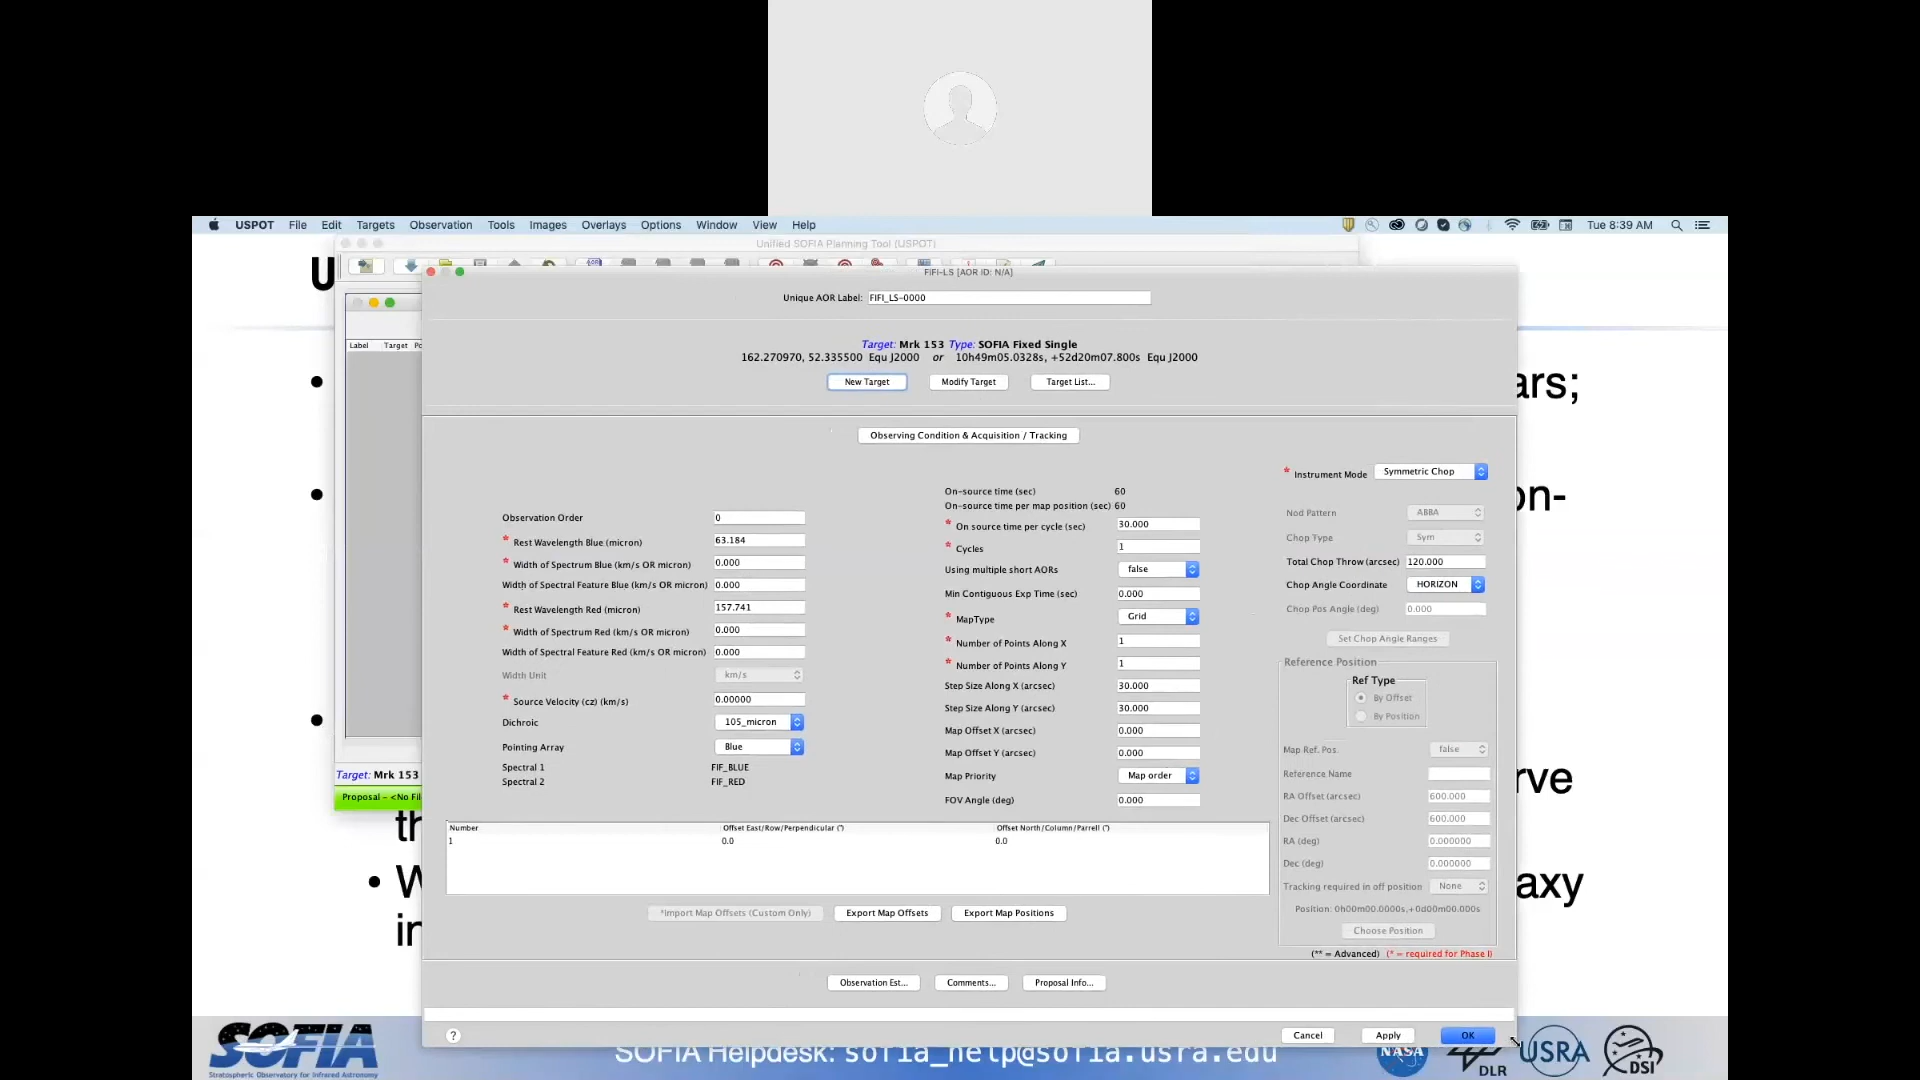 USPOT File Edit Targets Observation Tools Images Overlays Options Window View Help Tue 8:39 AM
Unified SOFIA Planning Tool (USPOT)
U
FIFI-LS [AOR ID: N/A]
Unique AOR Label: FIFI_LS-0000
Label Target Po
Target: Mrk 153 Type: SOFIA Fixed Single
162.270970, 52.335500 Equ J2000 or 10h49m05.0328s, +52d20m07.800s Equ J2000
New Target Modify Target Target List...
ars;
Observing Condition & Acquisition / Tracking
on-
* Instrument Mode Symmetric Chop
Nod Pattern ABBA
Chop Type Sym
Total Chop Throw (arcsec) 120.000
Chop Angle Coordinate HORIZON
Chop Pos Angle (deg) 0.000
Set Chop Angle Ranges
Observation Order 0
* Rest Wavelength Blue (micron) 63.184
* Width of Spectrum Blue (km/s OR micron) 0.000
Width of Spectral Feature Blue (km/s OR micron) 0.000
* Rest Wavelength Red (micron) 157.741
* Width of Spectrum Red (km/s OR micron) 0.000
Width of Spectral Feature Red (km/s OR micron) 0.000
Width Unit km/s
* Source Velocity (cz) (km/s) 0.00000
Dichroic 105_micron
Pointing Array Blue
Spectral 1 FIF_BLUE
Spectral 2 FIF_RED
On-source time (sec) 60
On-source time per map position (sec) 60
* On source time per cycle (sec) 30.000
* Cycles 1
Using multiple short AORs false
Min Contiguous Exp Time (sec) 0.000
* MapType Grid
* Number of Points Along X 1
* Number of Points Along Y 1
Step Size Along X (arcsec) 30.000
Step Size Along Y (arcsec) 30.000
Map Offset X (arcsec) 0.000
Map Offset Y (arcsec) 0.000
Map Priority Map order
FOV Angle (deg) 0.000
Reference Position
Ref Type
By Offset
By Position
Map Ref. Pos. false
Reference Name
RA Offset (arcsec) 600.000
Dec Offset (arcsec) 600.000
RA (deg) 0.000000
Dec (deg) 0.000000
Tracking required in off position None
Position: 0h00m00.0000s,+0d00m00.000s
Choose Position
(** = Advanced) (* = required for Phase I)
Target: Mrk 153
Proposal - <No Fil
rve
th
Number Offset East/Row/Perpendicular (") Offset North/Column/Parrell (")
1 0.0 0.0
W
axy
in
*Import Map Offsets (Custom Only) Export Map Offsets Export Map Positions
Observation Est... Comments... Proposal Info...
? Cancel Apply OK
SOFIA
Stratospheric Observatory for Infrared Astronomy
SOFIA Helpdesk: sofia_help@sofia.usra.edu
NASA
DLR
USRA
DSI